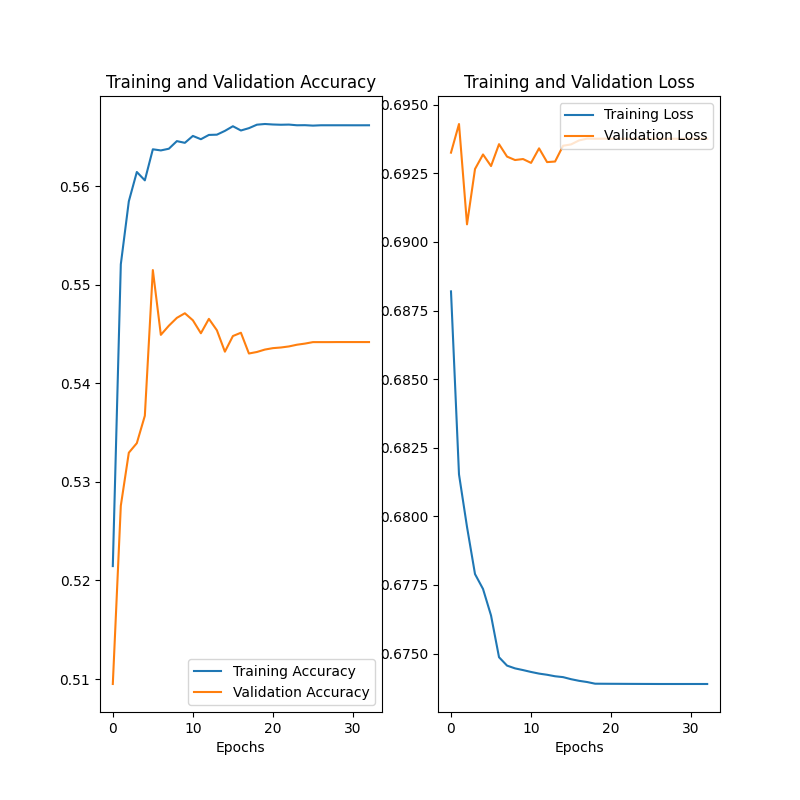 Training and Validation Accuracy
0.56
0.55
0.54
0.53
0.52
0.51
Training Accuracy
Validation Accuracy
0 10 20 30
Epochs
Training and Validation Loss
0.6950
0.6925
0.6900
0.6875
0.6850
0.6825
0.6800
0.6775
0.6750
Training Loss
Validation Loss
0 10 20 30
Epochs